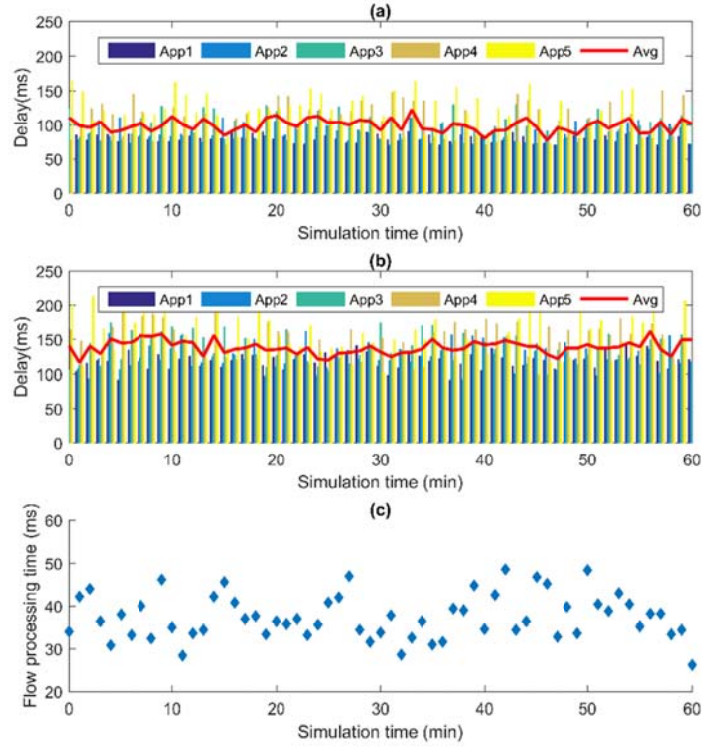 (a)
250
200
150
100
50
0
Delay(ms)
App1 App2 App3 App4 App5 Avg
0 10 20 30 40 50 60
Simulation time (min)
(b)
250
200
150
100
50
0
Delay(ms)
App1 App2 App3 App4 App5 Avg
0 10 20 30 40 50 60
Simulation time (min)
(c)
60
50
40
30
20
Flow processing time (ms)
0 10 20 30 40 50 60
Simulation time (min)